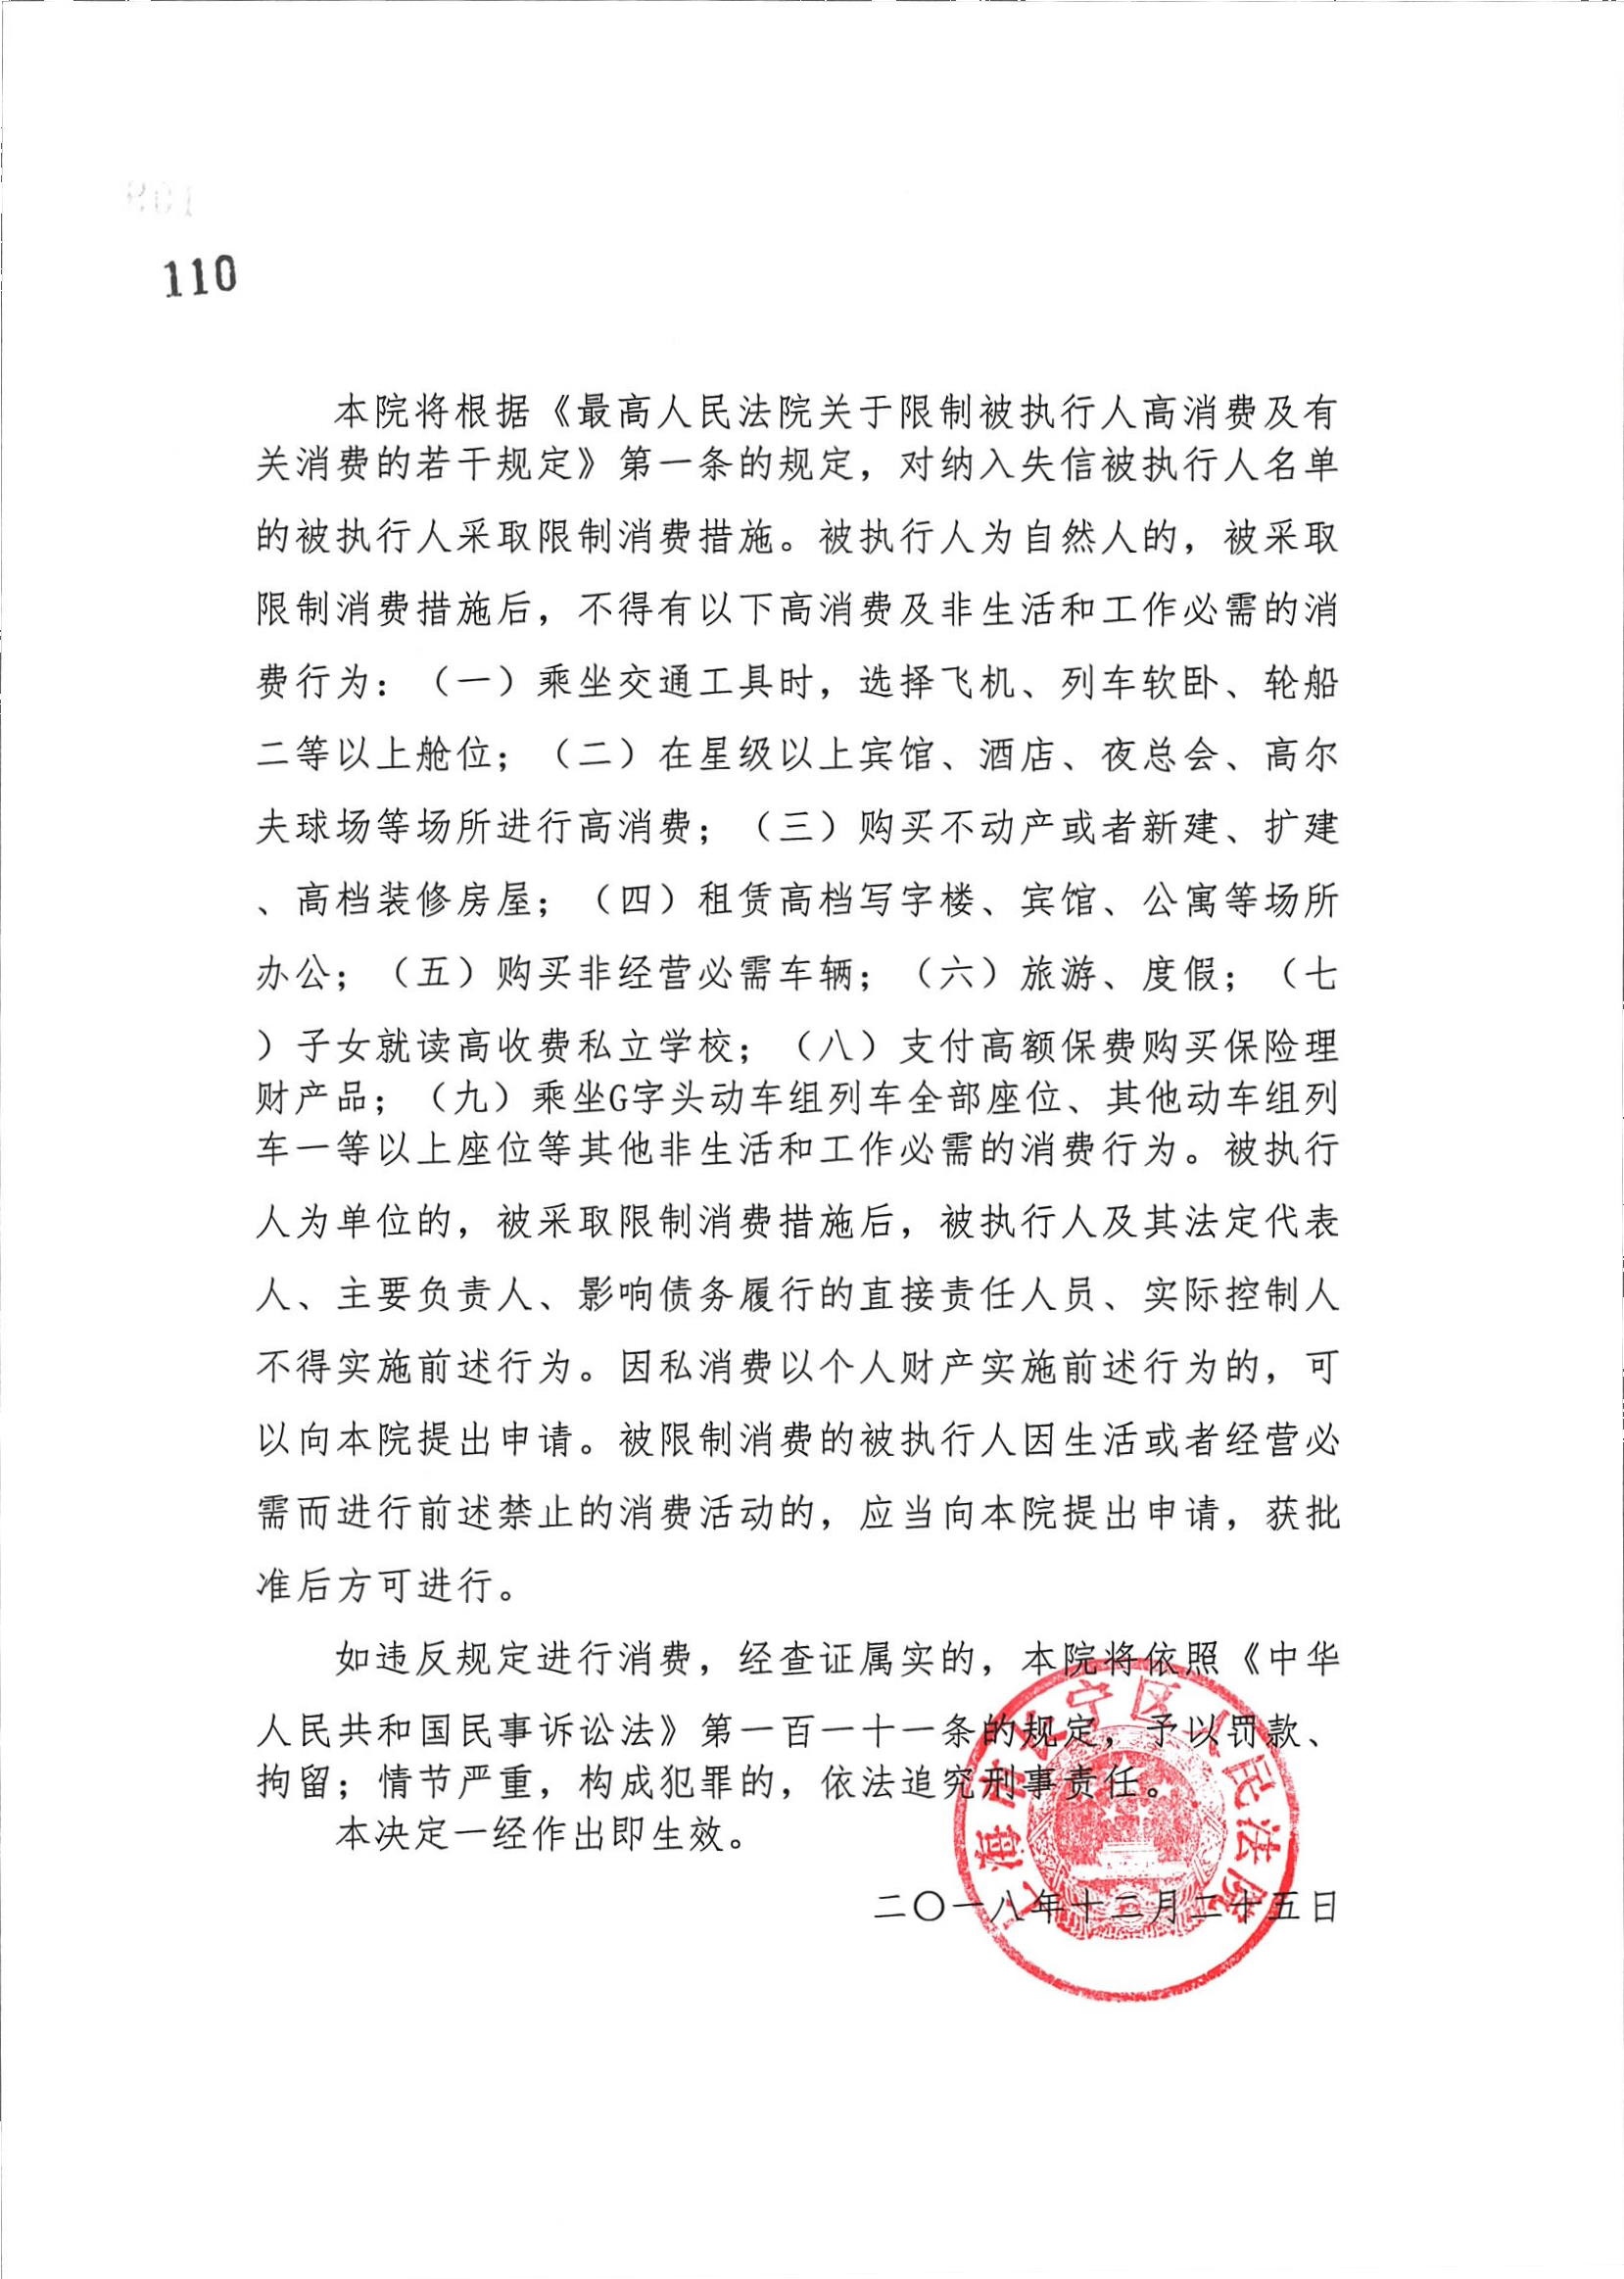 110
本院将根据《最高人民法院关于限制被执行人高消费及有
关消费的若干规定》第一条的规定，对纳入失信被执行人名单
的被执行人采取限制消费措施。被执行人为自然人的，被采取
限制消费措施后，不得有以下高消费及非生活和工作必需的消
费行为：（一）乘坐交通工具时，选择飞机、列车软卧、轮船
二等以上舱位；（二）在星级以上宾馆、酒店、夜总会、高尔
夫球场等场所进行高消费；（三）购买不动产或者新建、扩建
、高档装修房屋；（四）租赁高档写字楼、宾馆、公寓等场所
办公；（五）购买非经营必需车辆；（六）旅游、度假；（七
）子女就读高收费私立学校；（八）支付高额保费购买保险理
财产品；（九）乘坐G字头动车组列车全部座位、其他动车组列
车一等以上座位等其他非生活和工作必需的消费行为。被执行
人为单位的，被采取限制消费措施后，被执行人及其法定代表
人、主要负责人、影响债务履行的直接责任人员、实际控制人
不得实施前述行为。因私消费以个人财产实施前述行为的，可
以向本院提出申请。被限制消费的被执行人因生活或者经营必
需而进行前述禁止的消费活动的，应当向本院提出申请，获批
准后方可进行。
如违反规定进行消费，经查证属实的，本院将依照《中华
人民共和国民事诉讼法》第一百一十一条的规定，予以罚款、
拘留；情节严重，构成犯罪的，依法追究刑事责任。
本决定一经作出即生效。
二〇一八年十二月二十五日
上海市长宁区人民法院